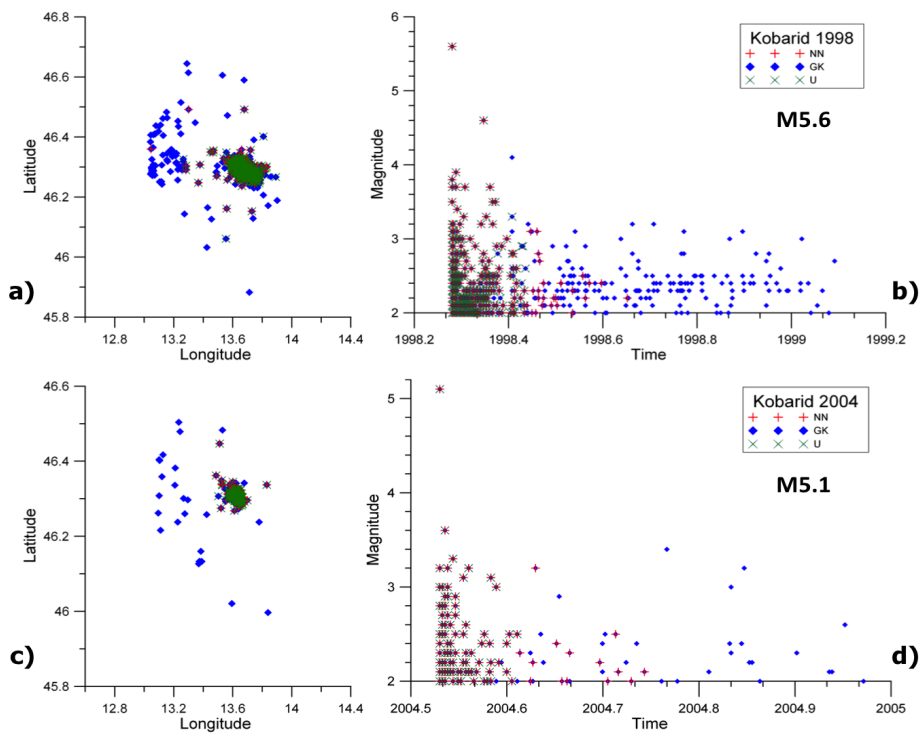 46.8
46.6
46.4
46.2
46
45.8
Latitude
12.8 13.2 13.6 14 14.4
Longitude
a)
6
5
4
3
2
Magnitude
1998.2 1998.4 1998.6 1998.8 1999 1999.2
Time
Kobarid 1998
NN
GK
U
M5.6
b)
46.6
46.4
46.2
46
45.8
Latitude
12.8 13.2 13.6 14 14.4
Longitude
c)
5
4
3
2
Magnitude
2004.5 2004.6 2004.7 2004.8 2004.9 2005
Time
Kobarid 2004
NN
GK
U
M5.1
d)